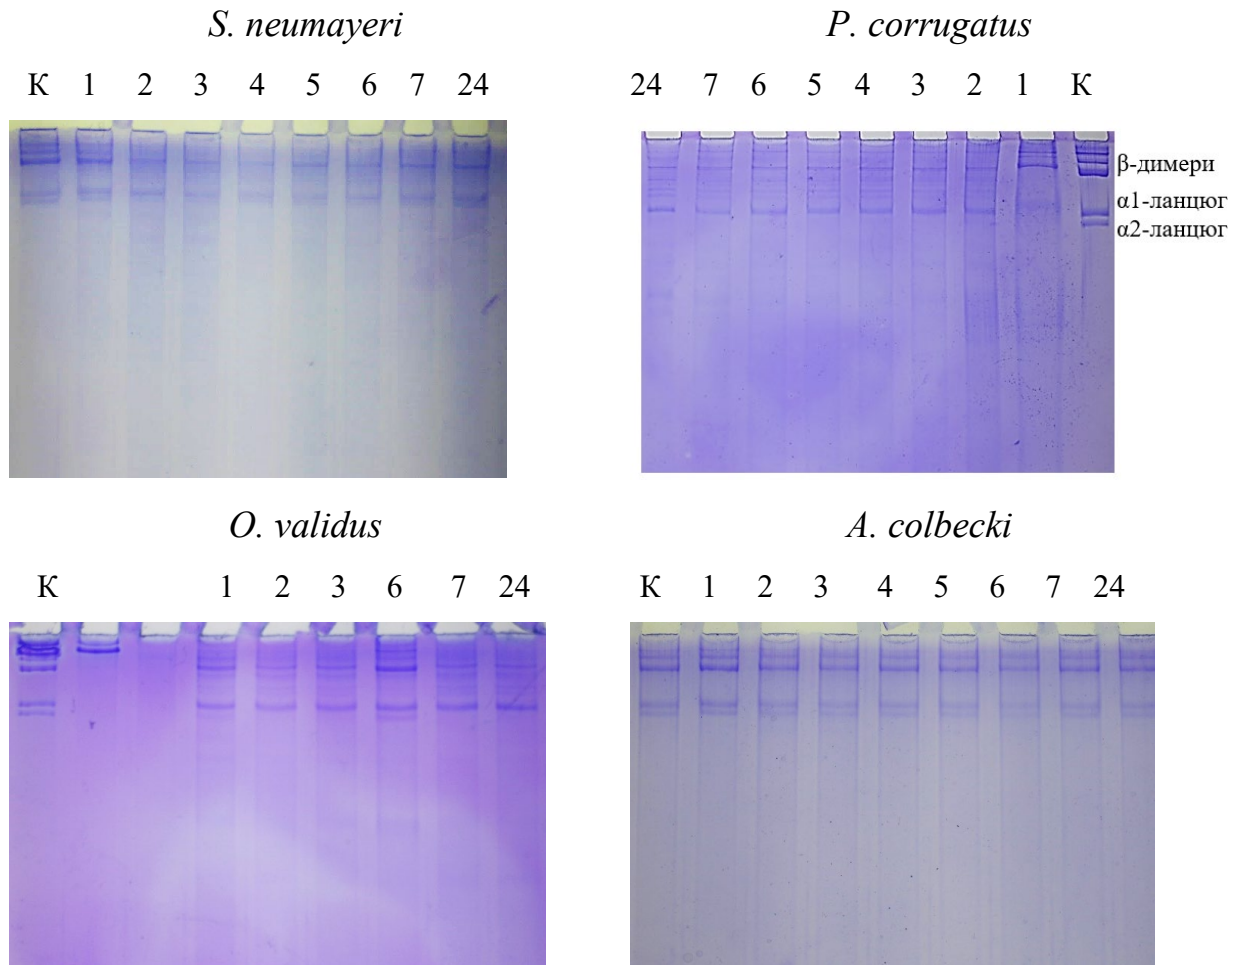 S. neumayeri
К 1 2 3 4 5 6 7 24
P. corrugatus
24 7 6 5 4 3 2 1 К
β-димери
α1-ланцюг
α2-ланцюг
O. validus
К 1 2 3 6 7 24
A. colbecki
К 1 2 3 4 5 6 7 24